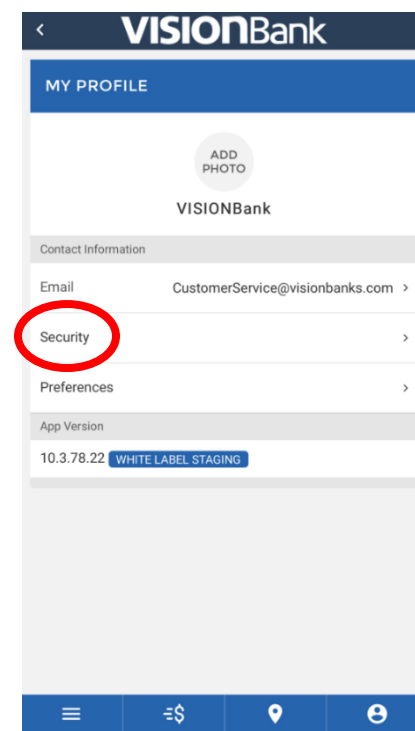 VISIONBank
MY PROFILE
ADD
PHOTO
VISIONBank
Contact Information
Email CustomerService@visionbanks.com
Security
Preferences
App Version
10.3.78.22 WHITE LABEL STAGING